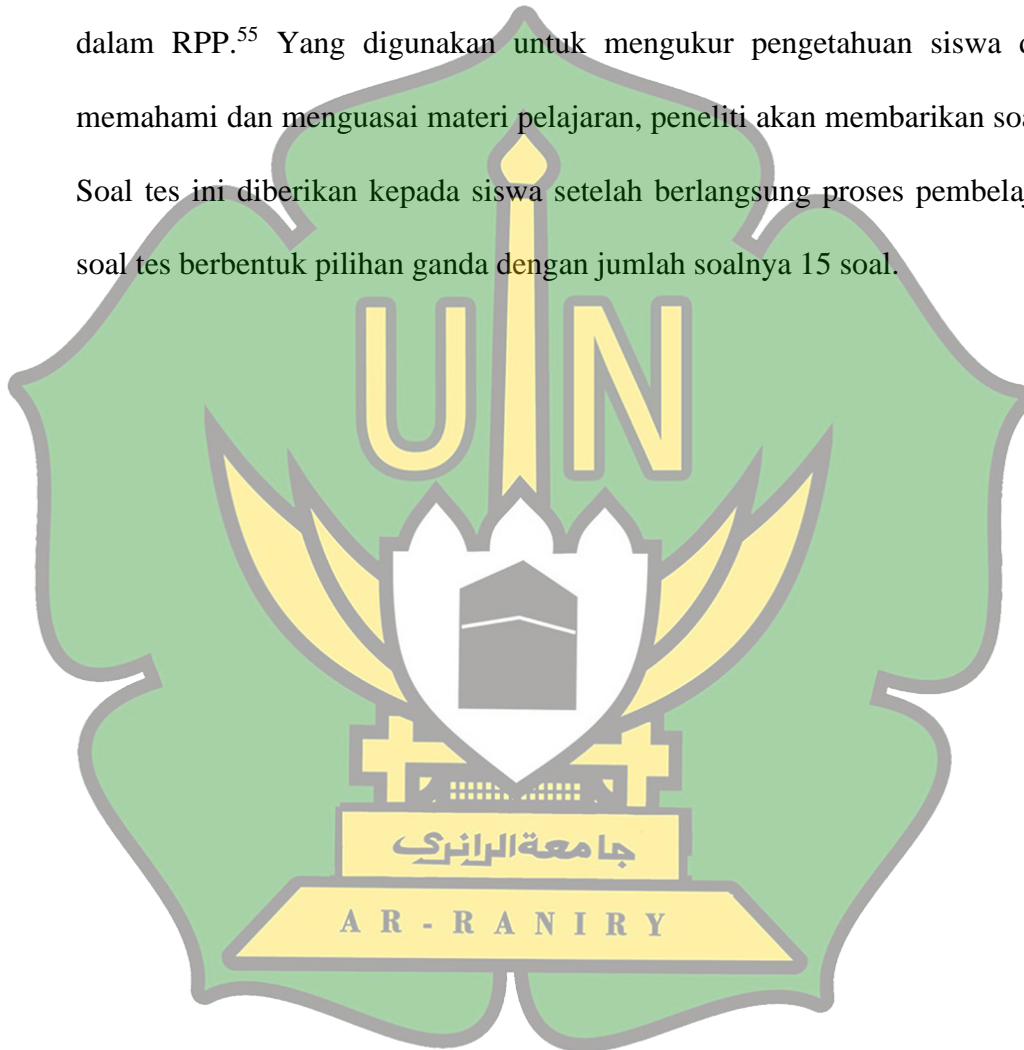 dalam RPP.55 Yang digunakan untuk mengukur pengetahuan siswa
memahami dan menguasai materi pelajaran, peneliti akan membarikan
Soal tes ini diberikan kepada siswa setelah berlangsung proses
soal tes berbentuk pilihan ganda dengan jumlah soalnya 15 soal.
UIN
جامعة الرانري
AR-RANIRY